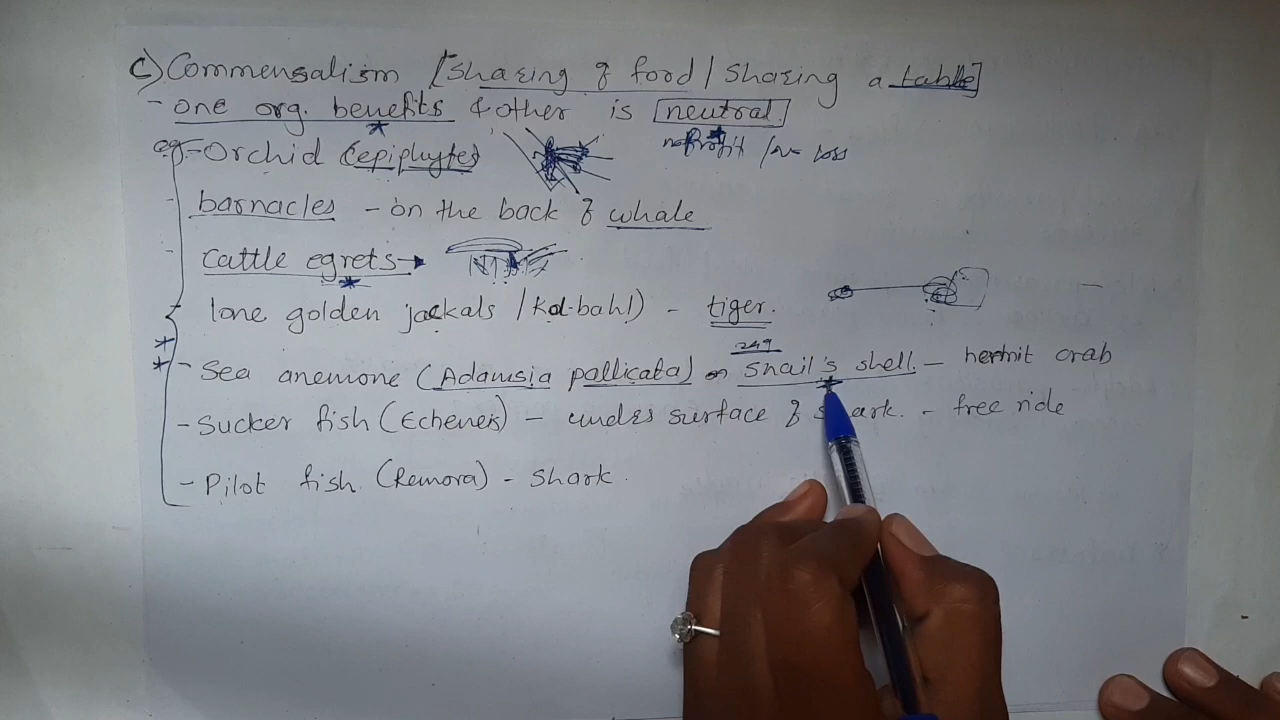 C) Commensalism [Sharing of food / Sharing a table]
- one org. benefits & other is neutral.
no profit / no loss
eg - Orchid (epiphytes)
- barnacles - on the back of whale
- Cattle egrets →
- lone golden jackals / Kol-bahl) - tiger.
- Sea anemone (Adamsia pallicata) on snail's shell. - hermit crab
- Sucker fish (Echeneis) - under surface of shark. - free ride
- Pilot fish (Remora) - shark.